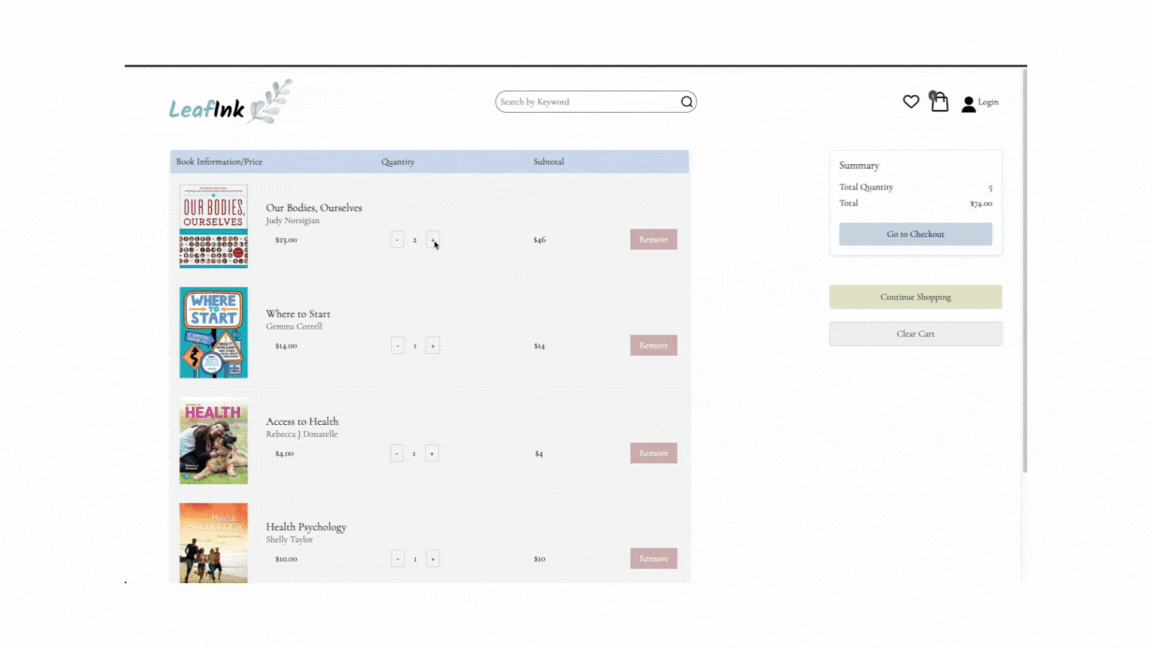 LeafInk
Search by Keyword
Login
Book Information/Price Quantity Subtotal
OUR BODIES,
OURSELVES
Our Bodies, Ourselves
Judy Norsigian
$23.00 - 2 + $46 Remove
WHERE
TO
START
Where to Start
Gemma Correll
$14.00 - 1 + $14 Remove
HEALTH
Access to Health
Rebecca J Donatelle
$4.00 - 1 + $4 Remove
Health
PSYCHOLOGY
Health Psychology
Shelly Taylor
$10.00 - 1 + $10 Remove
Summary
Total Quantity 5
Total $74.00
Go to Checkout
Continue Shopping
Clear Cart